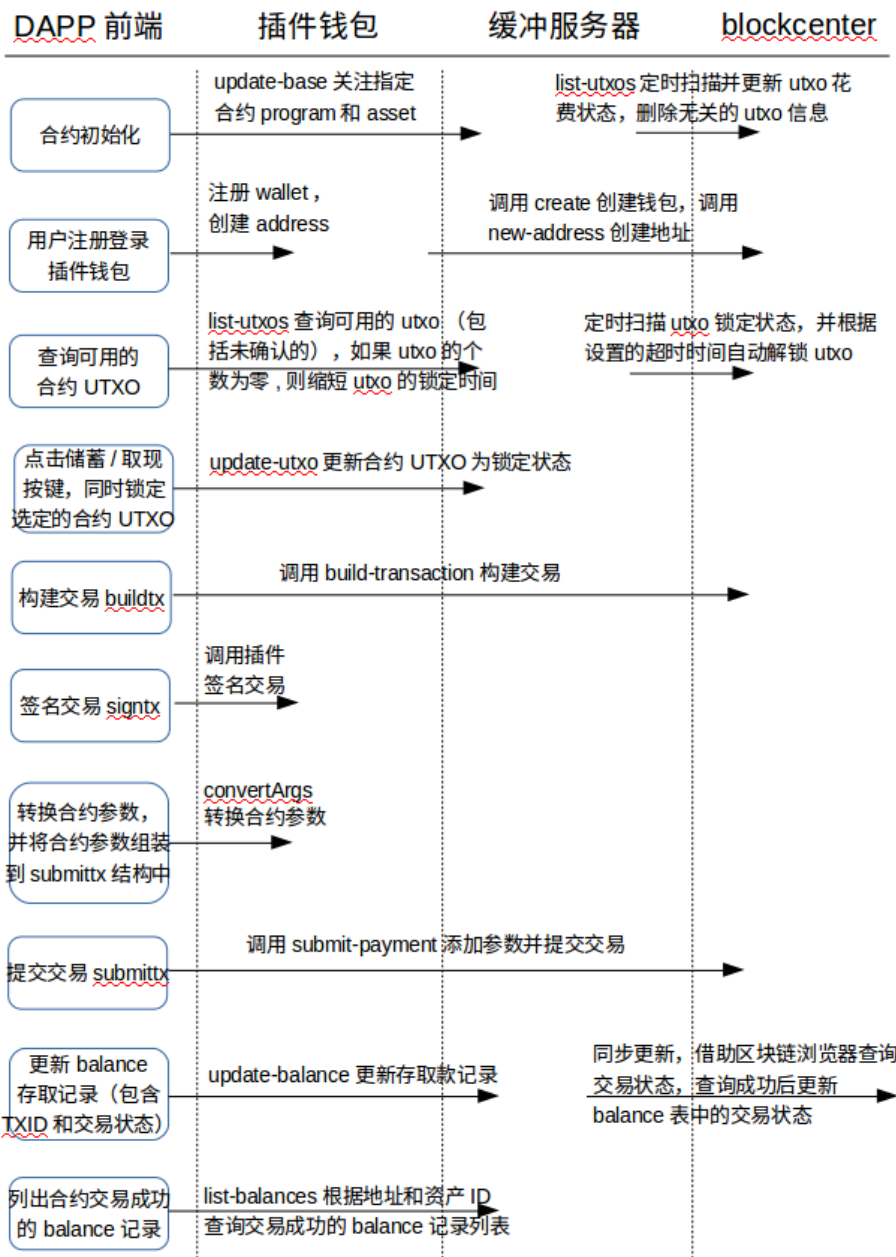 DAPP 前端
插件钱包
缓冲服务器
blockcenter
合约初始化
update-base 关注指定
合约 program 和 asset
list-utxos 定时扫描并更新 utxo 花
费状态，删除无关的 utxo 信息
用户注册登录
插件钱包
注册 wallet ，
创建 address
调用 create 创建钱包，调用
new-address 创建地址
查询可用的
合约 UTXO
list-utxos 查询可用的 utxo （包
括未确认的），如果 utxo 的个
数为零 , 则缩短 utxo 的锁定时间
定时扫描 utxo 锁定状态，并根据
设置的超时时间自动解锁 utxo
点击储蓄 / 取现
按键，同时锁定
选定的合约 UTXO
update-utxo 更新合约 UTXO 为锁定状态
构建交易 buildtx
调用 build-transaction 构建交易
签名交易 signtx
调用插件
签名交易
转换合约参数，
并将合约参数组装
到 submittx 结构中
convertArgs
转换合约参数
提交交易 submittx
调用 submit-payment 添加参数并提交交易
更新 balance
存取记录（包含
TXID 和交易状态）
update-balance 更新存取款记录
同步更新，借助区块链浏览器查询
交易状态，查询成功后更新
balance 表中的交易状态
列出合约交易成功
的 balance 记录
list-balances 根据地址和资产 ID
查询交易成功的 balance 记录列表